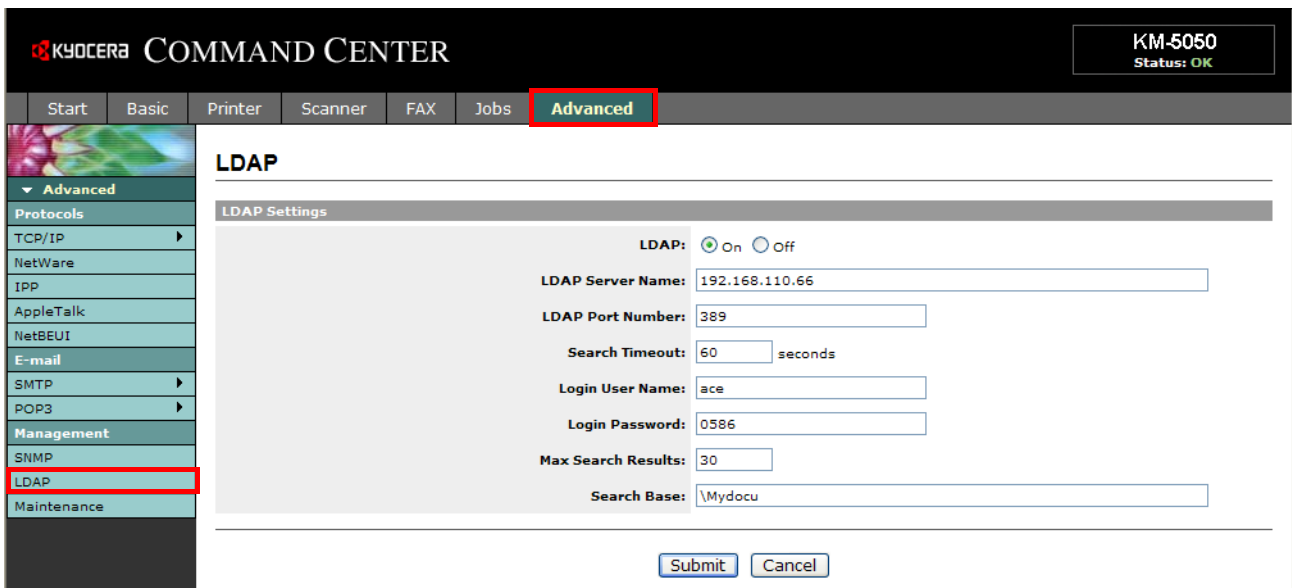 KYOCERA COMMAND CENTER
KM-5050
Status: OK
Start Basic Printer Scanner FAX Jobs Advanced
LDAP
Advanced
Protocols
TCP/IP
NetWare
IPP
AppleTalk
NetBEUI
E-mail
SMTP
POP3
Management
SNMP
LDAP
Maintenance
LDAP Settings
LDAP: On Off
LDAP Server Name: 192.168.110.66
LDAP Port Number: 389
Search Timeout: 60 seconds
Login User Name: ace
Login Password: 0586
Max Search Results: 30
Search Base: \Mydocu
Submit Cancel